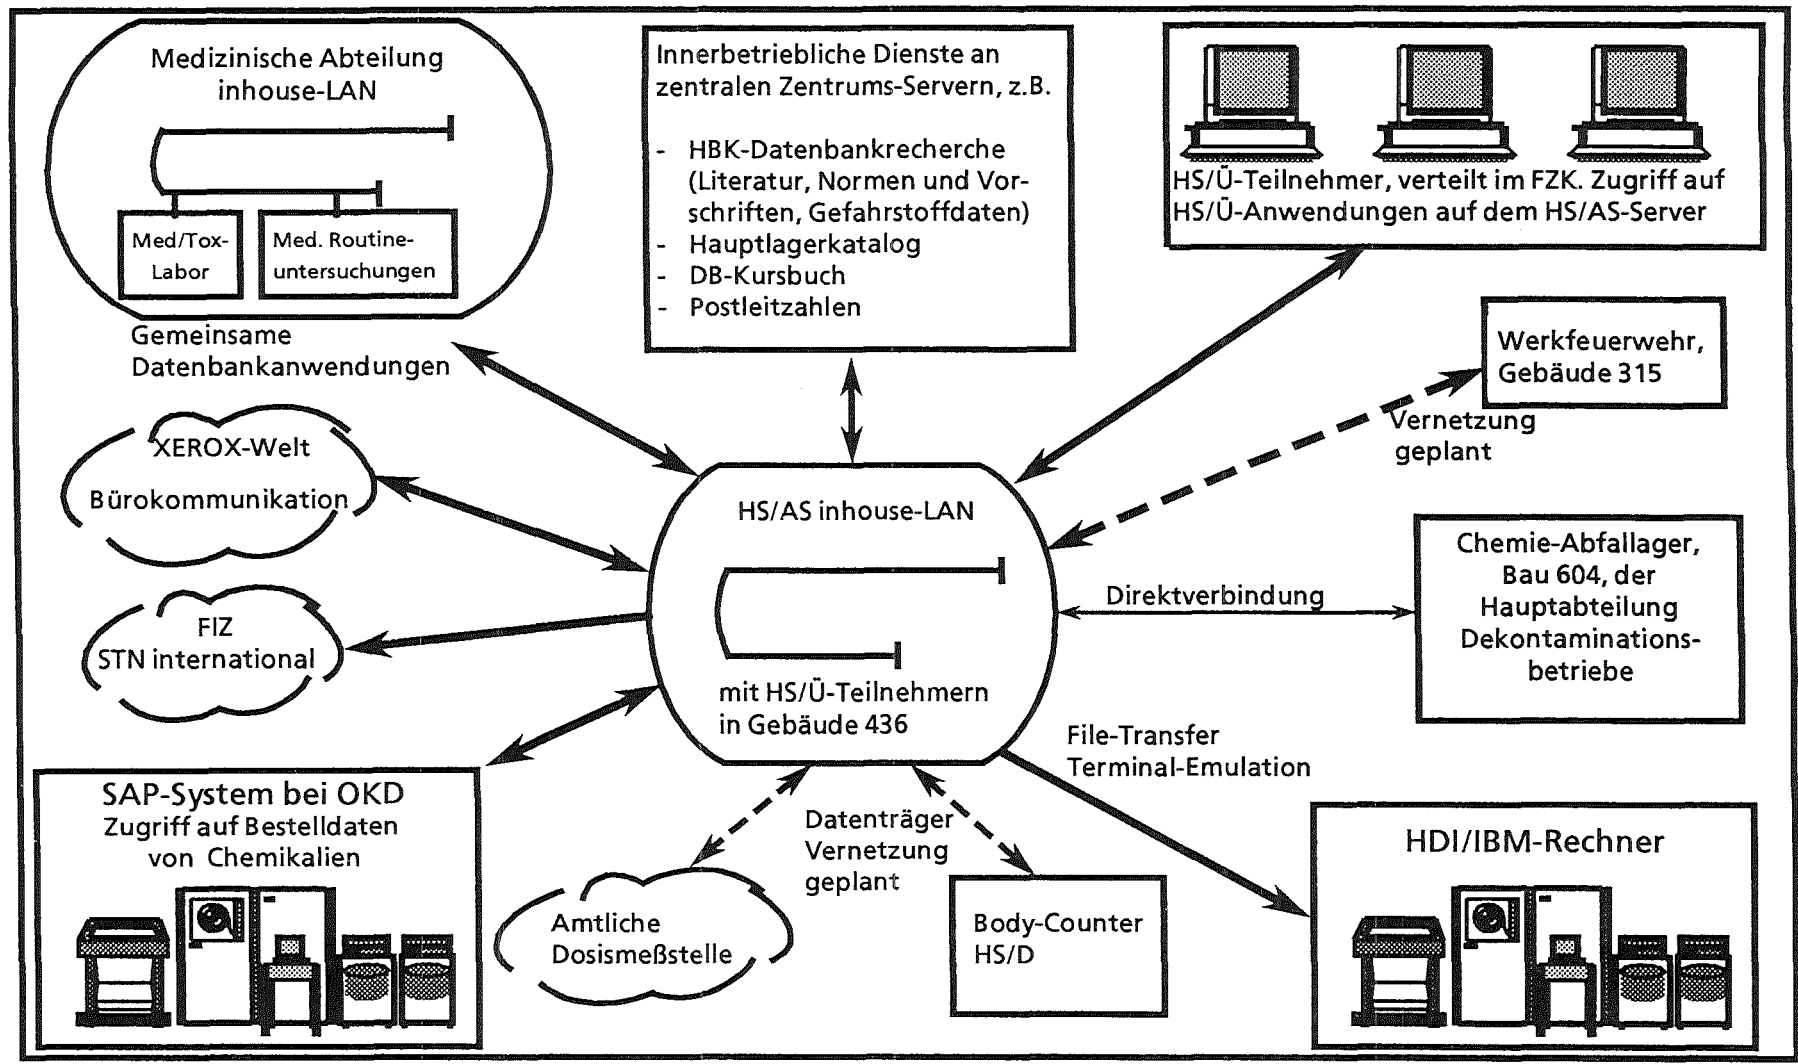 Medizinische Abteilung
inhouse-LAN
Med/Tox-
Labor
Med. Routine-
untersuchungen
Gemeinsame
Datenbankanwendungen
Innerbetriebliche Dienste an
zentralen Zentrums-Servern, z.B.
- HBK-Datenbankrecherche
(Literatur, Normen und Vor-
schriften, Gefahrstoffdaten)
- Hauptlagerkatalog
- DB-Kursbuch
- Postleitzahlen
HS/Ü-Teilnehmer, verteilt im FZK. Zugriff auf
HS/Ü-Anwendungen auf dem HS/AS-Server
Werkfeuerwehr,
Gebäude 315
Vernetzung
geplant
XEROX-Welt
Bürokommunikation
HS/AS inhouse-LAN
mit HS/Ü-Teilnehmern
in Gebäude 436
Direktverbindung
Chemie-Abfallager,
Bau 604, der
Hauptabteilung
Dekontaminations-
betriebe
FIZ
STN international
File-Transfer
Terminal-Emulation
SAP-System bei OKD
Zugriff auf Bestelldaten
von Chemikalien
Datenträger
Vernetzung
geplant
Amtliche
Dosismeßstelle
Body-Counter
HS/D
HDI/IBM-Rechner